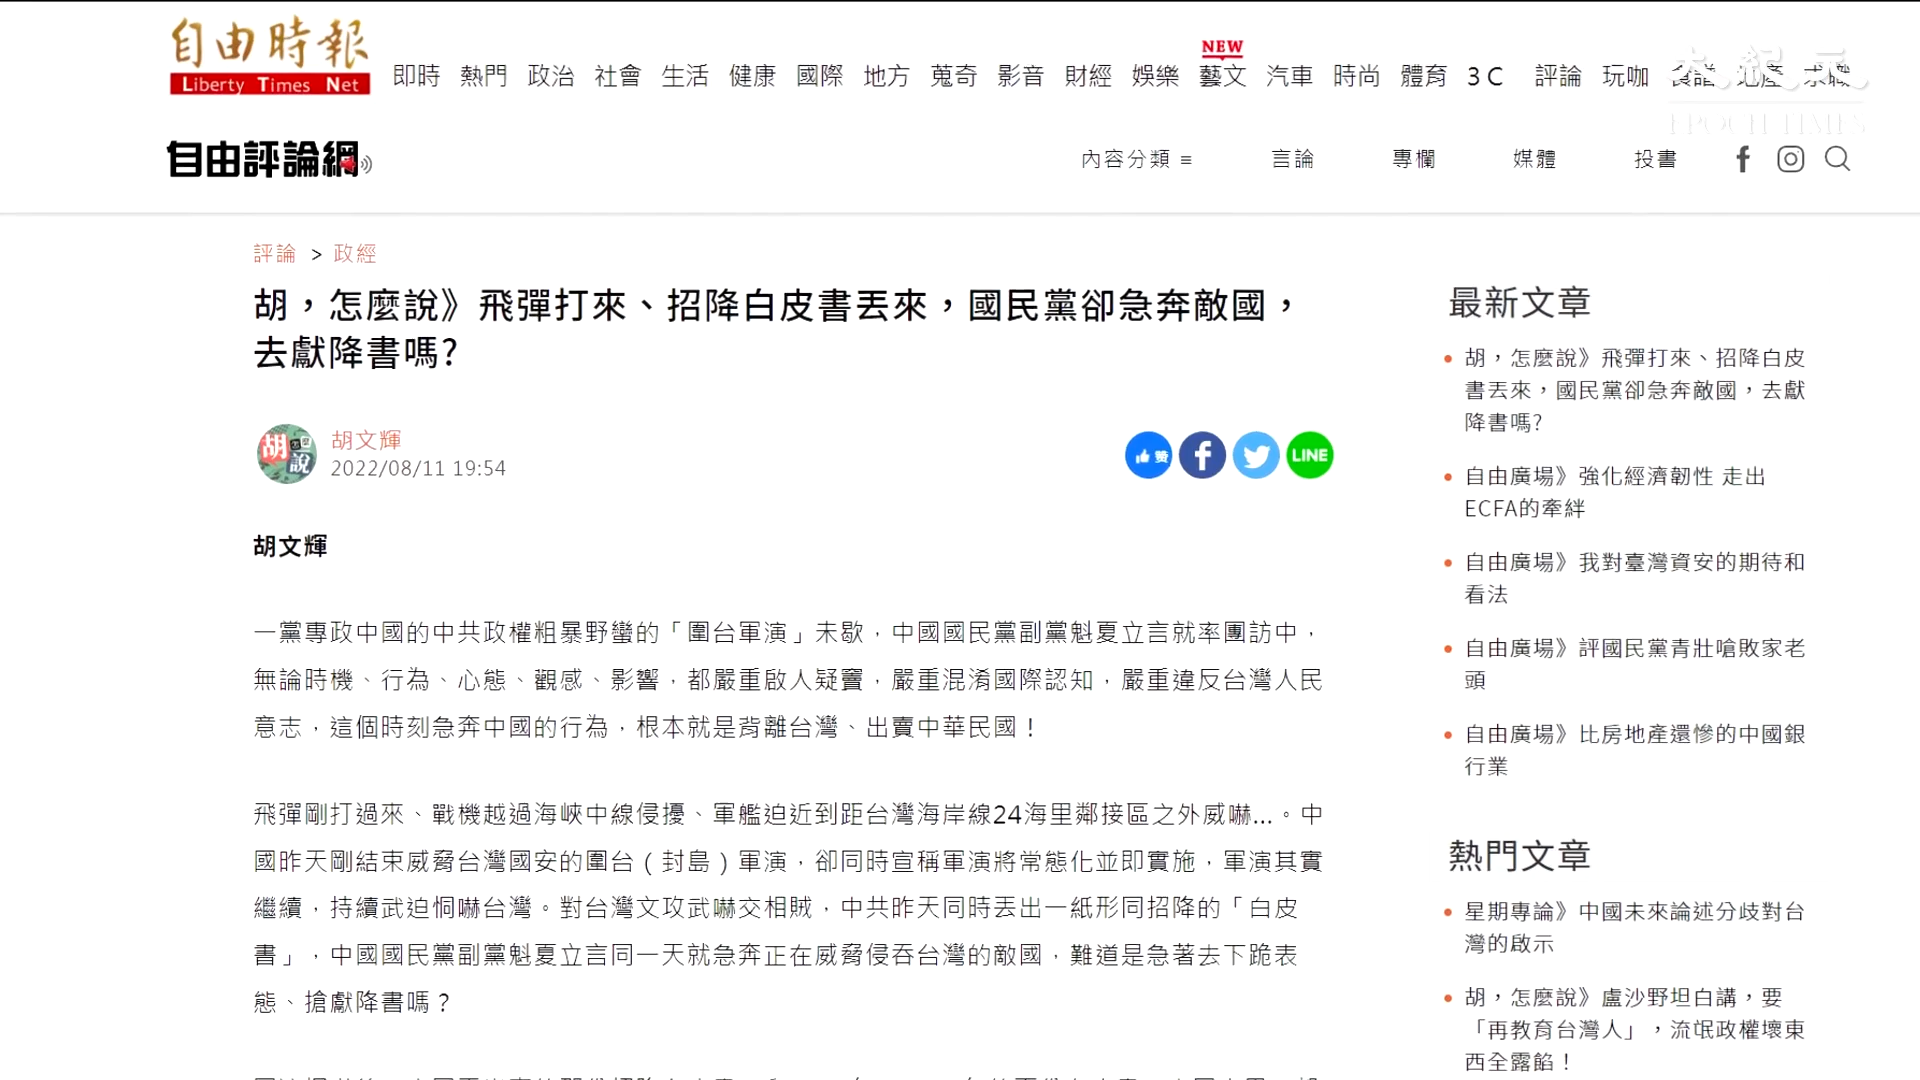 自由時報
Liberty Times Net
即時 熱門 政治 社會 生活 健康 國際 地方 蒐奇 影音 財經 娛樂 藝文 汽車 時尚 體育 3C 評論 玩咖 食譜 地產 求職
NEW
大紀元
EPOCH TIMES
自由評論網
內容分類 ≡ 言論 專欄 媒體 投書
評論 > 政經
胡,怎麼說》飛彈打來、招降白皮書丟來,國民黨卻急奔敵國,
去獻降書嗎?
胡文輝
2022/08/11 19:54
讚
LINE
胡文輝
一黨專政中國的中共政權粗暴野蠻的「圍台軍演」未歇,中國國民黨副黨魁夏立言就率團訪中,
無論時機、行為、心態、觀感、影響,都嚴重啟人疑竇,嚴重混淆國際認知,嚴重違反台灣人民
意志,這個時刻急奔中國的行為,根本就是背離台灣、出賣中華民國!
飛彈剛打過來、戰機越過海峽中線侵擾、軍艦迫近到距台灣海岸線24海里鄰接區之外威嚇...。中
國昨天剛結束威脅台灣國安的圍台(封島)軍演,卻同時宣稱軍演將常態化並即實施,軍演其實
繼續,持續武迫恫嚇台灣。對台灣文攻武嚇交相賊,中共昨天同時丟出一紙形同招降的「白皮
書」,中國國民黨副黨魁夏立言同一天就急奔正在威脅侵吞台灣的敵國,難道是急著去下跪表
態、搶獻降書嗎?
最新文章
胡,怎麼說》飛彈打來、招降白皮
書丟來,國民黨卻急奔敵國,去獻
降書嗎?
自由廣場》強化經濟韌性 走出
ECFA的牽絆
自由廣場》我對臺灣資安的期待和
看法
自由廣場》評國民黨青壯嗆敗家老
頭
自由廣場》比房地產還慘的中國銀
行業
熱門文章
星期專論》中國未來論述分歧對台
灣的啟示
胡,怎麼說》盧沙野坦白講,要
「再教育台灣人」,流氓政權壞東
西全露餡!